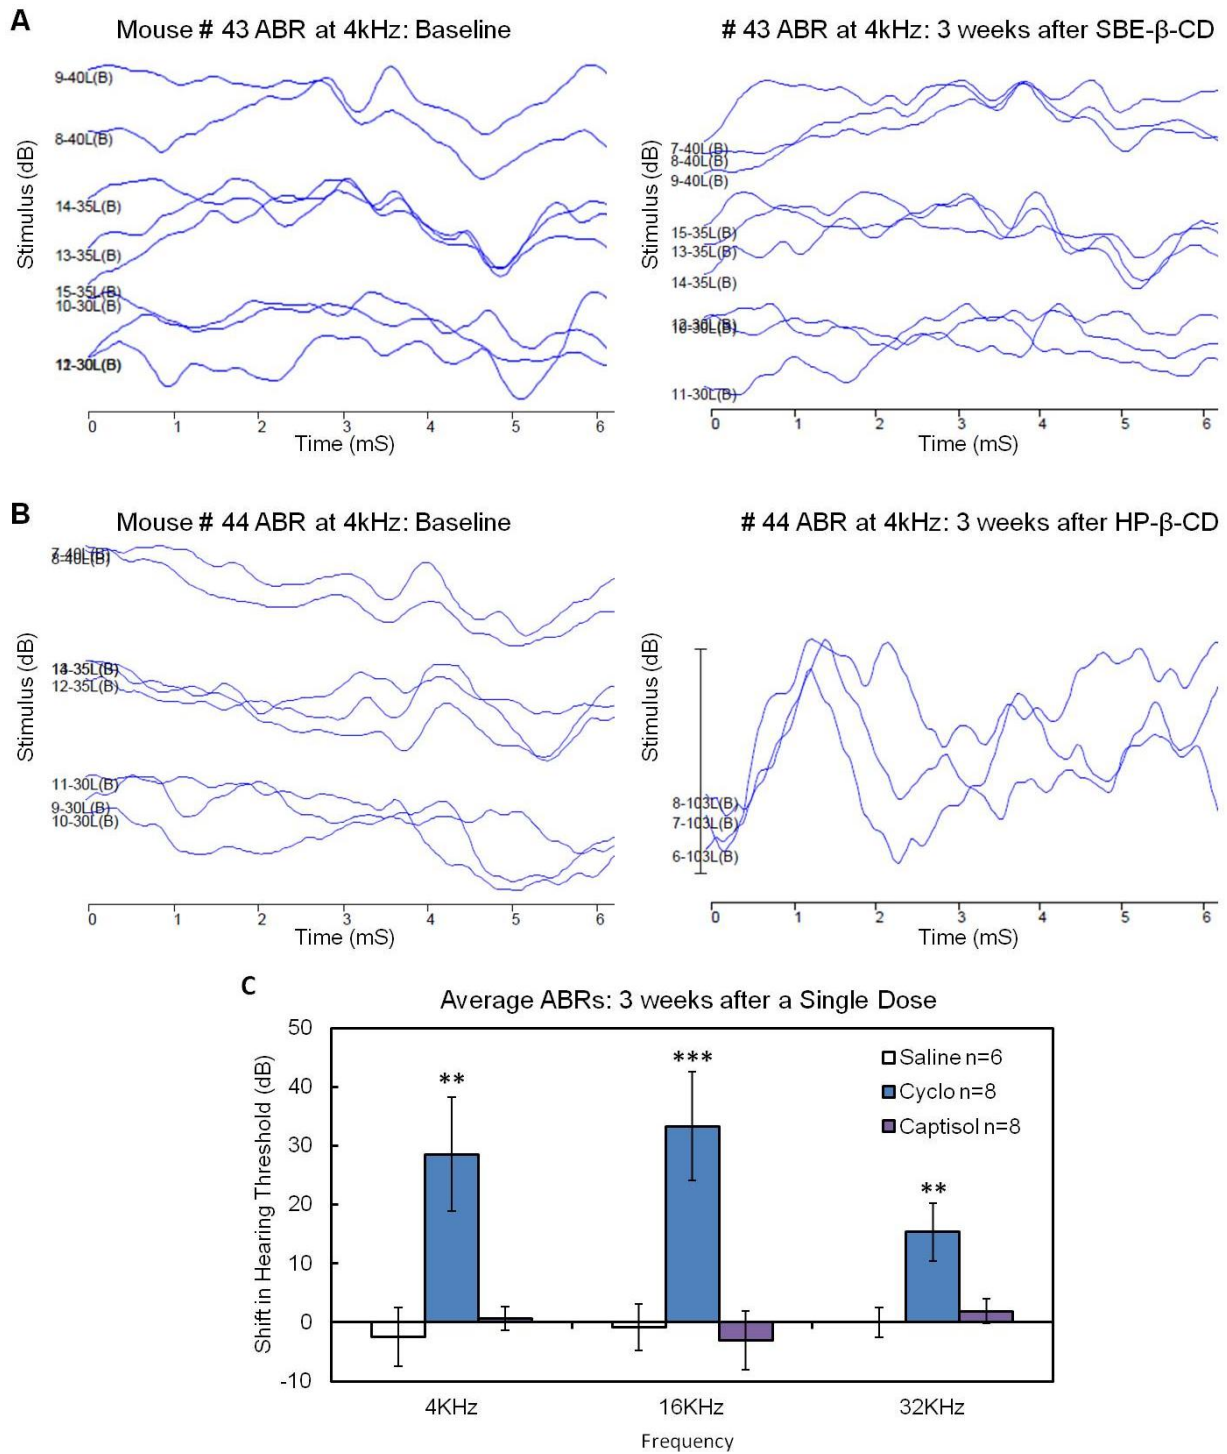 A
Mouse # 43 ABR at 4kHz: Baseline
Stimulus (dB)
9-40L(B)
8-40L(B)
14-35L(B)
13-35L(B)
15-35L(B)
10-30L(B)
12-30L(B)
0 1 2 3 4 5 6
Time (mS)
# 43 ABR at 4kHz: 3 weeks after SBE-β-CD
Stimulus (dB)
7-40L(B)
8-40L(B)
9-40L(B)
15-35L(B)
13-35L(B)
14-35L(B)
11-30L(B)
0 1 2 3 4 5 6
Time (mS)
B
Mouse # 44 ABR at 4kHz: Baseline
Stimulus (dB)
8-40L(B)
12-35L(B)
11-30L(B)
9-30L(B)
10-30L(B)
0 1 2 3 4 5 6
Time (mS)
# 44 ABR at 4kHz: 3 weeks after HP-β-CD
Stimulus (dB)
8-103L(B)
7-103L(B)
6-103L(B)
0 1 2 3 4 5 6
Time (mS)
C
Average ABRs: 3 weeks after a Single Dose
Shift in Hearing Threshold (dB)
50
40
30
20
10
0
-10
** *** **
Saline n=6
Cyclo n=8
Captisol n=8
4KHz 16KHz 32KHz
Frequency